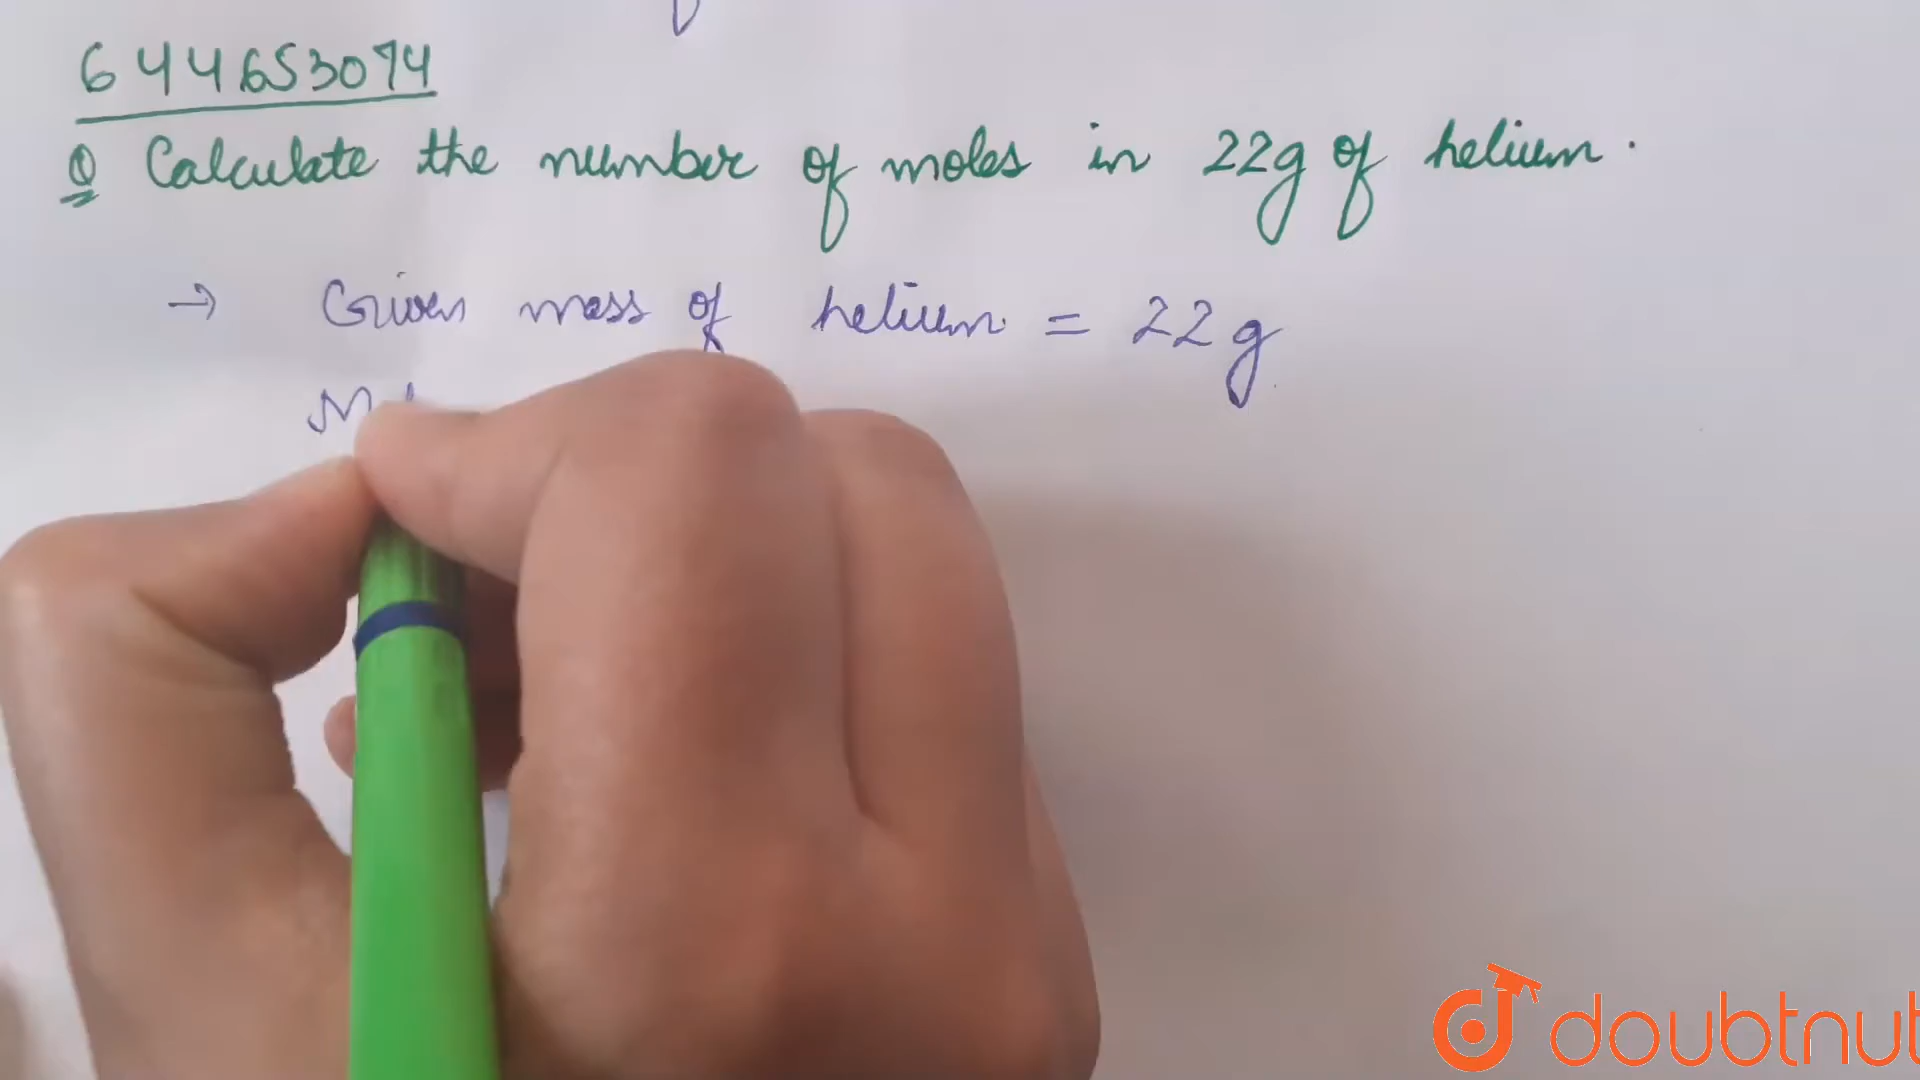 644653074
Q Calculate the number of moles in 22g of helium.
→ Given mass of helium. = 22g
doubtnut